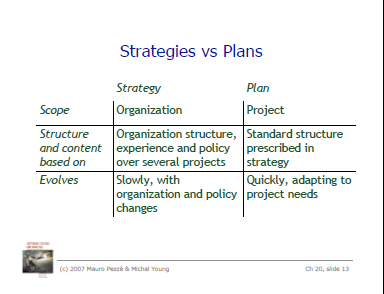 Strategies vs Plans
Strategy Plan
Scope Organization Project
Structure Organization structure, Standard structure
and content experience and policy prescribed in
based on over several projects strategy
Evolves Slowly, with Quickly, adapting to
organization and policy project needs
changes
(c) 2007 Mauro Pezzè & Michal Young Ch 20, slide 13